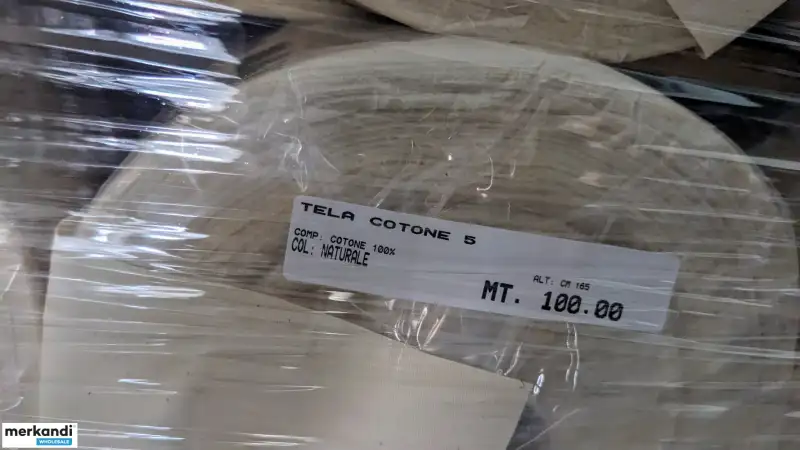 TELA COTONE 5
COMP: COTONE 100%
COL: NATURALE
ALT: CM 165
MT. 100.00
merkandi
WHOLESALE